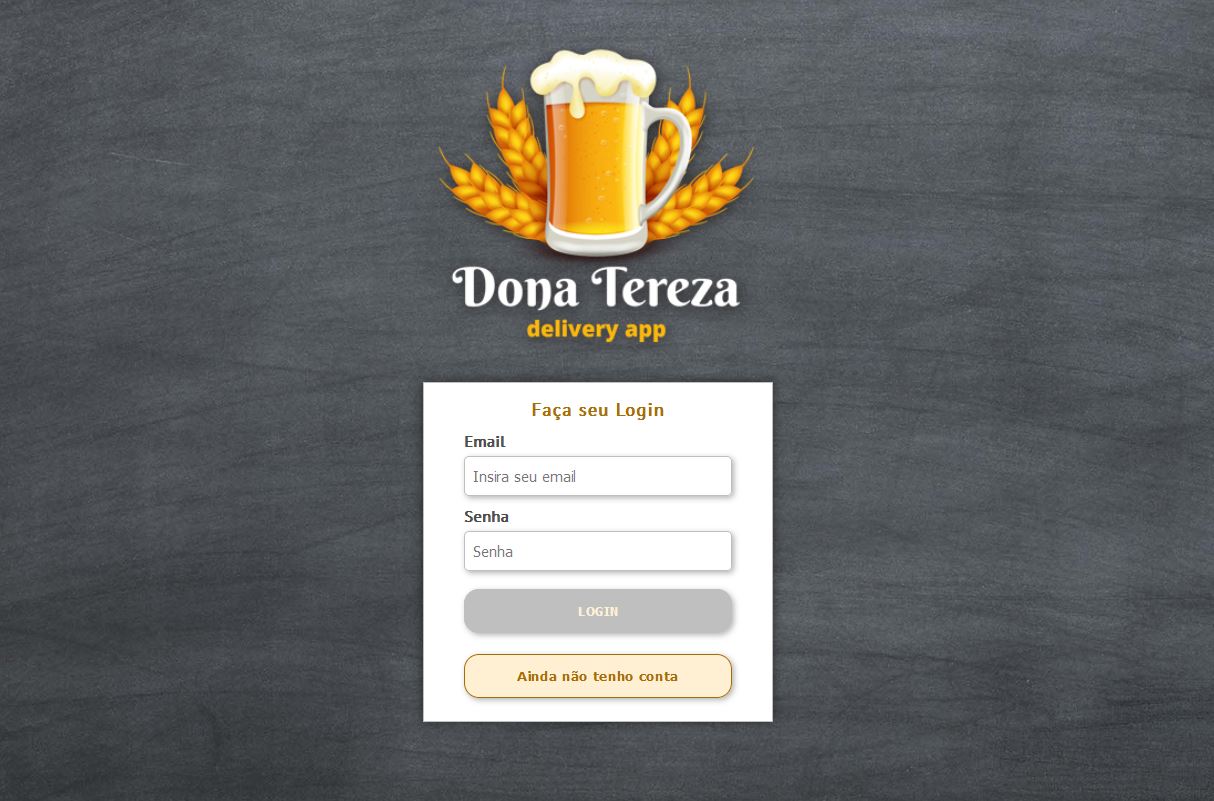 Dona Tereza
delivery app
Faça seu Login
Email
Insira seu email
Senha
Senha
LOGIN
Ainda não tenho conta